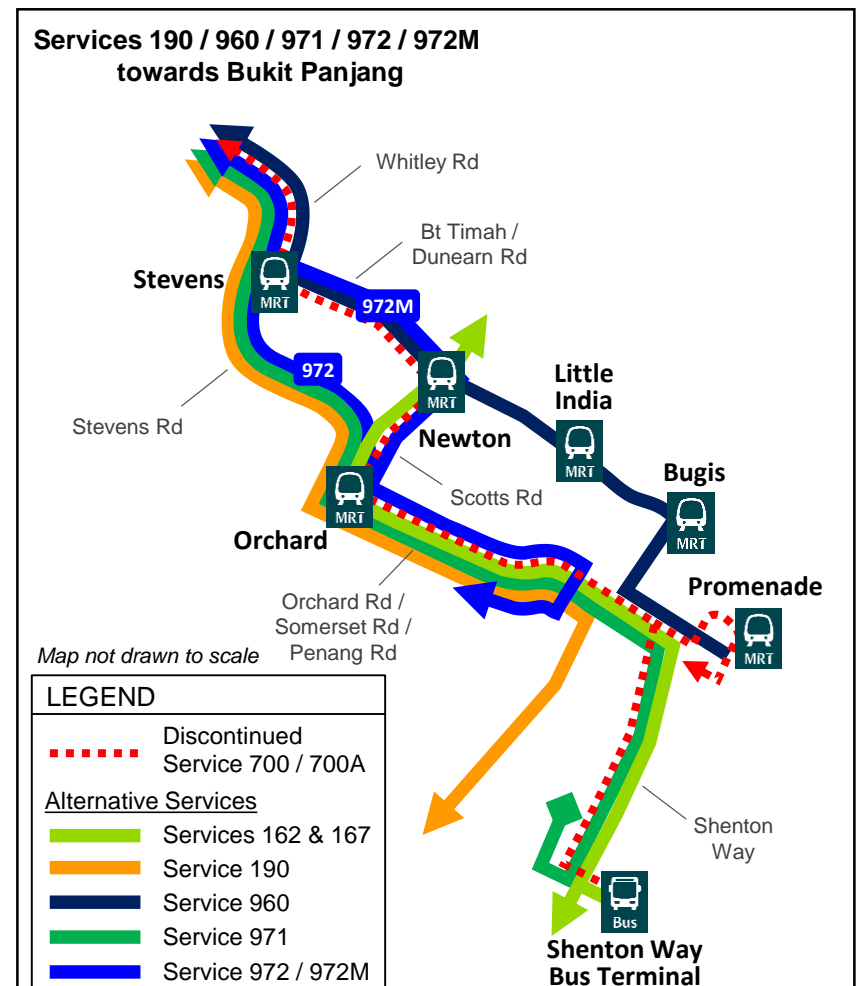 Services 190 / 960 / 971 / 972 / 972M
towards Bukit Panjang
Whitley Rd
Bt Timah /
Dunearn Rd
Stevens
MRT
972M
972
Stevens Rd
MRT
Newton
Little
India
MRT
Scotts Rd
Bugis
MRT
MRT
Orchard
Orchard Rd /
Somerset Rd /
Penang Rd
Promenade
MRT
Map not drawn to scale
LEGEND
Discontinued
Service 700 / 700A
Alternative Services
Services 162 & 167
Service 190
Service 960
Service 971
Service 972 / 972M
Shenton
Way
Bus
Shenton Way
Bus Terminal